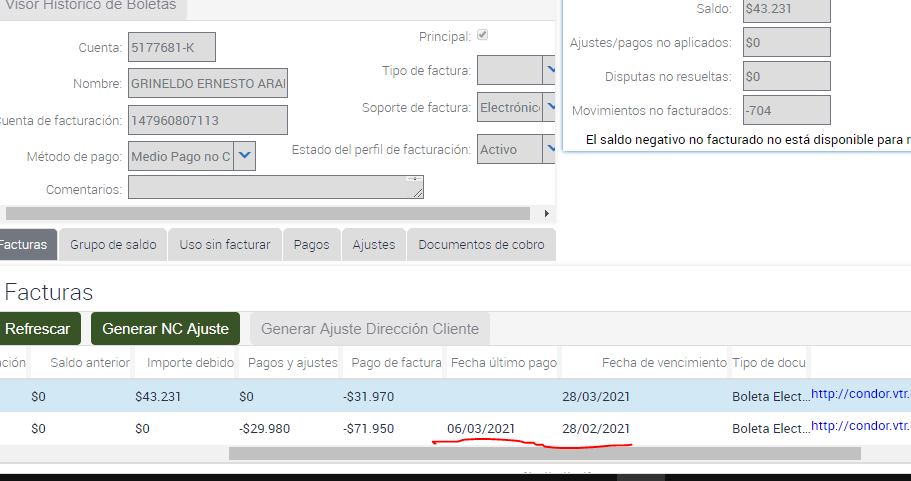 Visor Histórico de Boletas
Cuenta: 5177681-K
Nombre: GRINELDO ERNESTO ARAI
Cuenta de facturación: 147960807113
Método de pago: Medio Pago no C
Comentarios:
Principal:
Tipo de factura:
Soporte de factura: Electrónic
Estado del perfil de facturación: Activo
Saldo: $43.231
Ajustes/pagos no aplicados: $0
Disputas no resueltas: $0
Movimientos no facturados: -704
El saldo negativo no facturado no está disponible para r
Facturas Grupo de saldo Uso sin facturar Pagos Ajustes Documentos de cobro
Facturas
Refrescar Generar NC Ajuste Generar Ajuste Dirección Cliente
ación Saldo anterior Importe debido Pagos y ajustes Pago de factura Fecha último pago Fecha de vencimiento Tipo de docu
$0 $43.231 $0 -$31.970 28/03/2021 Boleta Elect... http://condor.vtr.
$0 $0 -$29.980 -$71.950 06/03/2021 28/02/2021 Boleta Elect... http://condor.vtr.